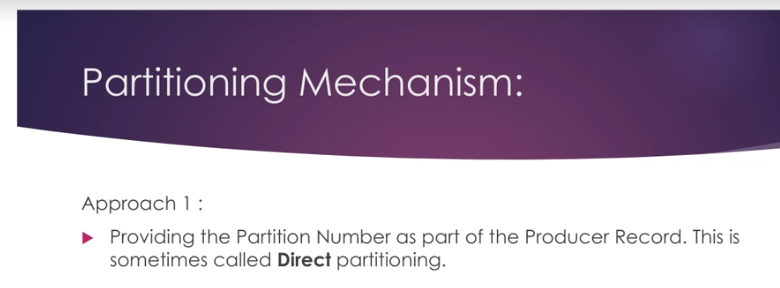 Partitioning Mechanism:
Approach 1 :
Providing the Partition Number as part of the Producer Record. This is
sometimes called Direct partitioning.